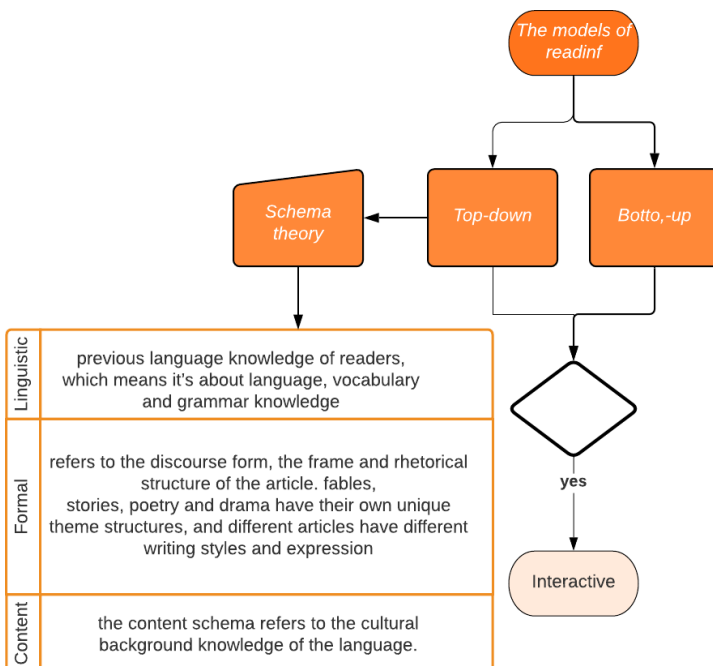 The models of
readinf
Schema
theory
Top-down
Botto,-up
Linguistic
previous language knowledge of readers,
which means it's about language, vocabulary
and grammar knowledge
Formal
refers to the discourse form, the frame and rhetorical
structure of the article. fables,
stories, poetry and drama have their own unique
theme structures, and different articles have different
writing styles and expression
Content
the content schema refers to the cultural
background knowledge of the language.
yes
Interactive